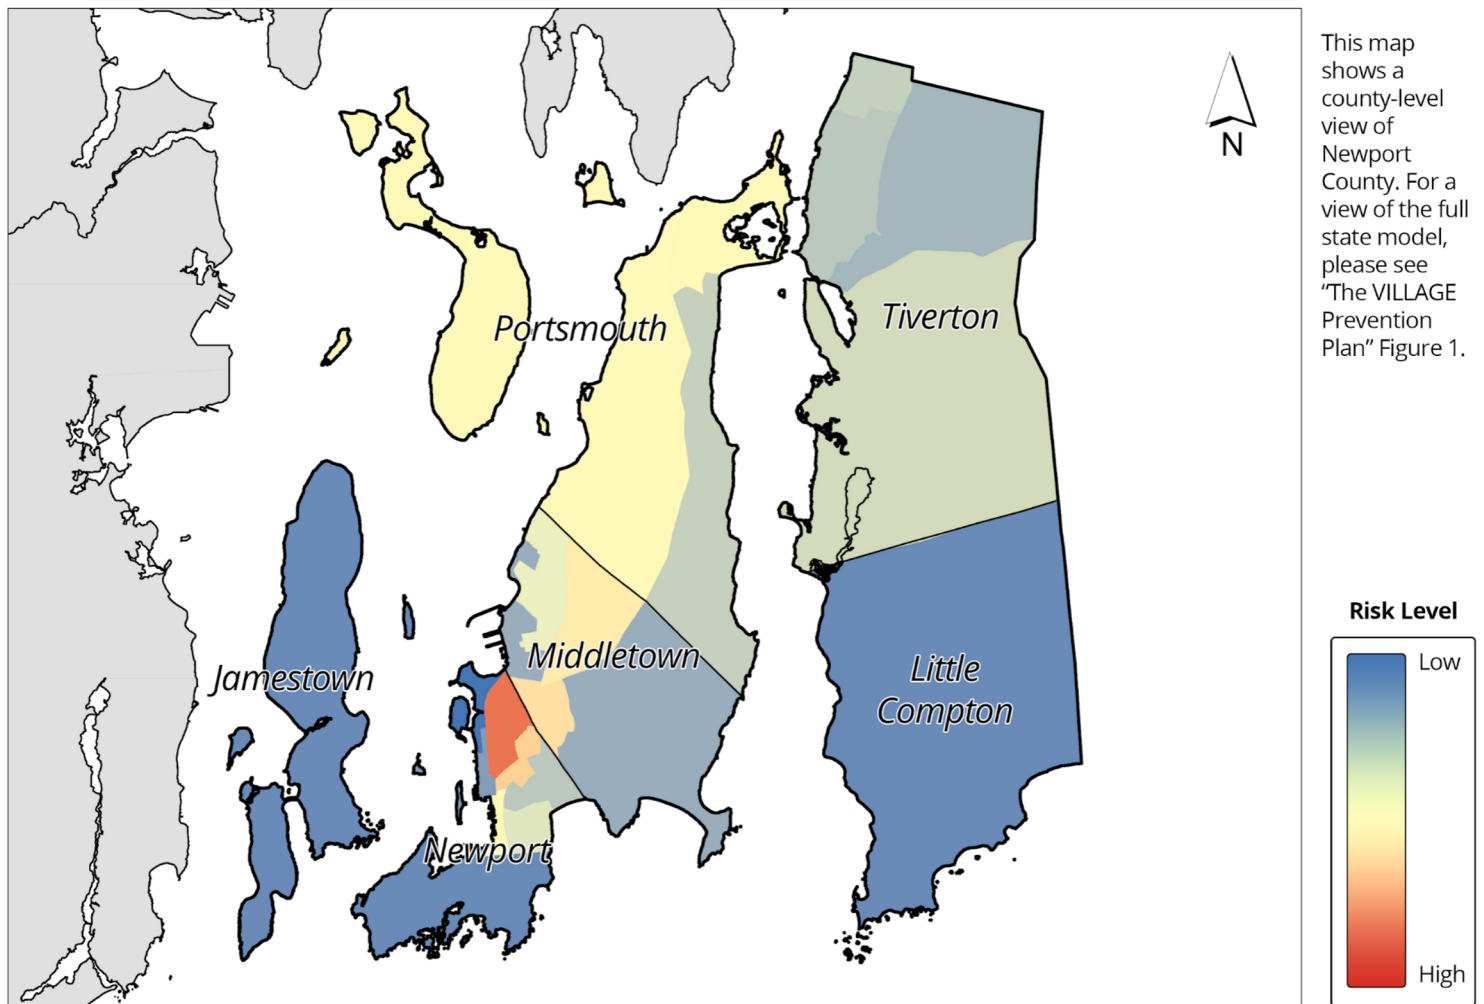 This map
shows a
county-level
view of
Newport
County. For a
view of the full
state model,
please see
“The VILLAGE
Prevention
Plan” Figure 1.
N
Portsmouth
Tiverton
Middletown
Jamestown
Little
Compton
Newport
Risk Level
Low
High